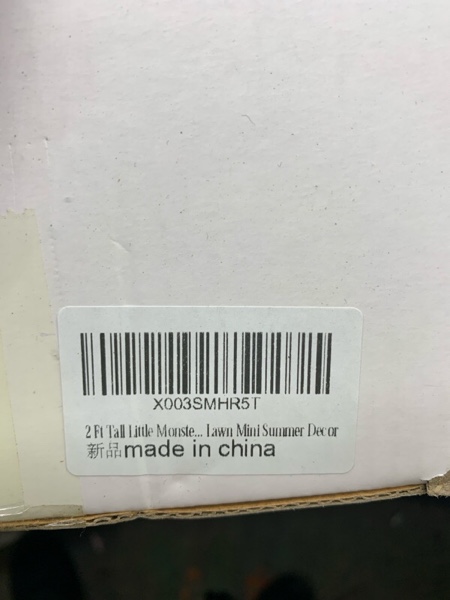 X003SMHR5T
2 Ft Tall Little Monste... Lawn Mini Summer Decor
新品made in china